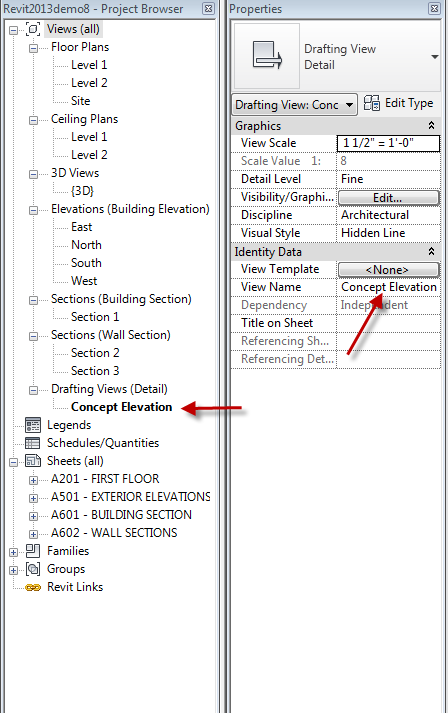 Revit2013demo8 - Project Browser
Views (all)
Floor Plans
Level 1
Level 2
Site
Ceiling Plans
Level 1
Level 2
3D Views
{3D}
Elevations (Building Elevation)
East
North
South
West
Sections (Building Section)
Section 1
Sections (Wall Section)
Section 2
Section 3
Drafting Views (Detail)
Concept Elevation
Legends
Schedules/Quantities
Sheets (all)
A201 - FIRST FLOOR
A501 - EXTERIOR ELEVATIONS
A601 - BUILDING SECTION
A602 - WALL SECTIONS
Families
Groups
Revit Links
Properties
Drafting View
Detail
Drafting View: Conc
Edit Type
Graphics
View Scale 1 1/2" = 1'-0"
Scale Value 1: 8
Detail Level Fine
Visibility/Graphi... Edit...
Discipline Architectural
Visual Style Hidden Line
Identity Data
View Template <None>
View Name Concept Elevation
Dependency Independent
Title on Sheet
Referencing Sh...
Referencing Det...